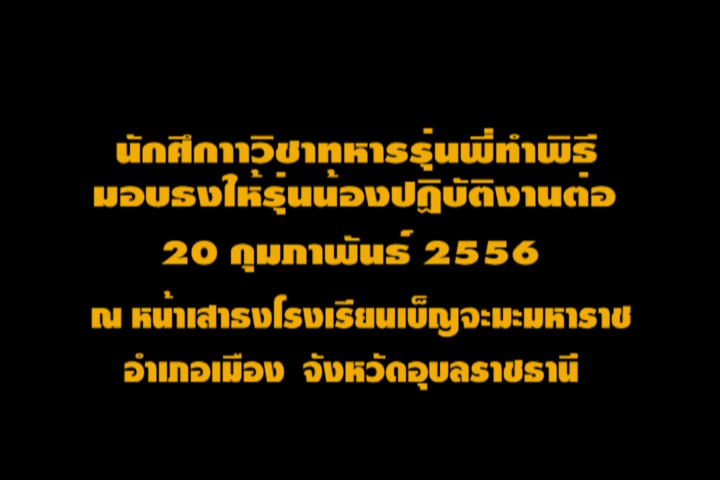 นักศึกาาวิชาทหารรุ่นพี่ทำพิธี
มอบธงให้รุ่นน้องปฏิบัติงานต่อ
20 กุมภาพันธ์ 2556
ณ หน้าเสาธงโรงเรียนเบ็ญจะมะมหาราช
อำเภอเมือง จังหวัดอุบลราชธานี